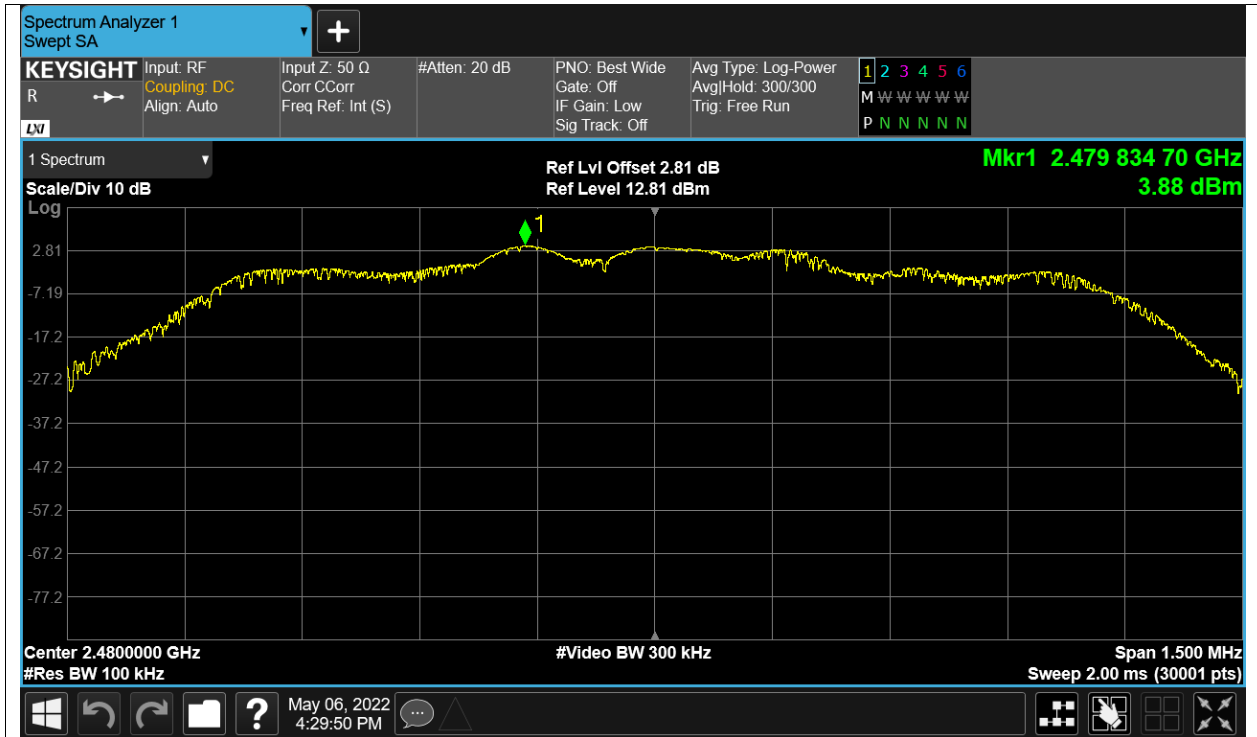 Spectrum Analyzer 1
Swept SA
KEYSIGHT
R
LXI
Input: RF
Coupling: DC
Align: Auto
Input Z: 50 Ω
Corr CCorr
Freq Ref: Int (S)
#Atten: 20 dB
PNO: Best Wide
Gate: Off
IF Gain: Low
Sig Track: Off
Avg Type: Log-Power
Avg|Hold: 300/300
Trig: Free Run
1 2 3 4 5 6
M W W W W W
P N N N N N
1 Spectrum
Scale/Div 10 dB
Log
Ref Lvl Offset 2.81 dB
Ref Level 12.81 dBm
Mkr1 2.479 834 70 GHz
3.88 dBm
1
2.81
-7.19
-17.2
-27.2
-37.2
-47.2
-57.2
-67.2
-77.2
Center 2.4800000 GHz
#Res BW 100 kHz
#Video BW 300 kHz
Span 1.500 MHz
Sweep 2.00 ms (30001 pts)
?
May 06, 2022
4:29:50 PM